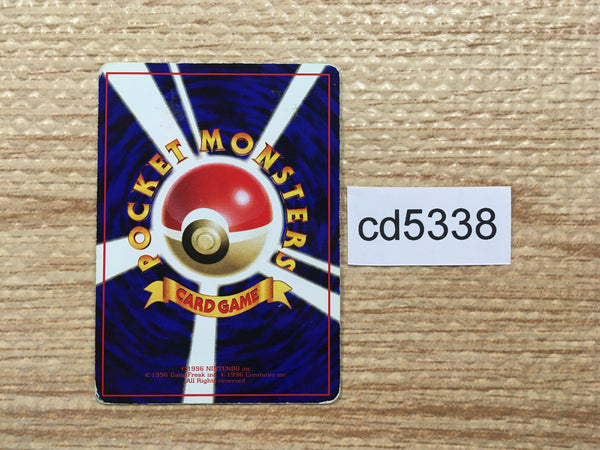 POCKET MONSTERS
CARD GAME
©1996 NINTENDO inc.
©1996 GameFreak inc. ©1996 Creatures inc.
All Rights reserved
cd5338